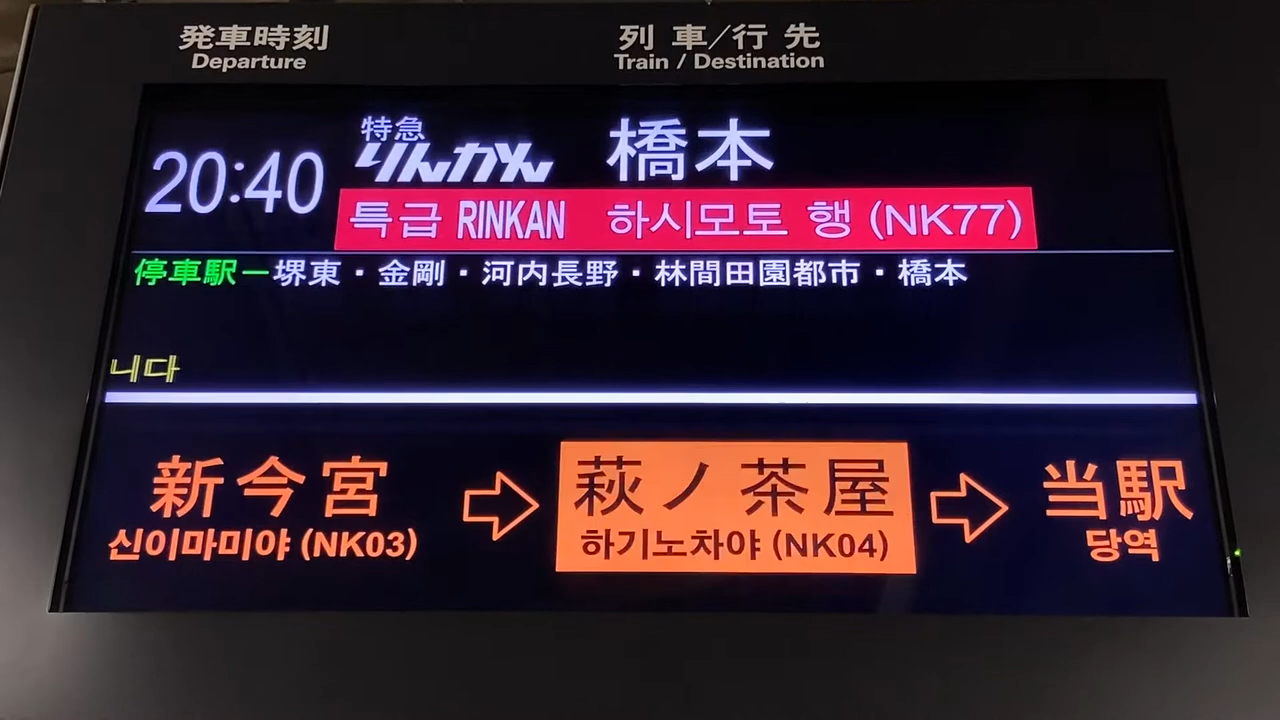 発車時刻 列車/行先
Departure Train / Destination
20:40 特急 りんかん 橋本
특급 RINKAN 하시모토 행 (NK77)
停車駅ー堺東・金剛・河内長野・林間田園都市・橋本
니다
新今宮 ⇨ 萩ノ茶屋 ⇨ 当駅
신이마미야 (NK03) 하기노차야 (NK04) 당역